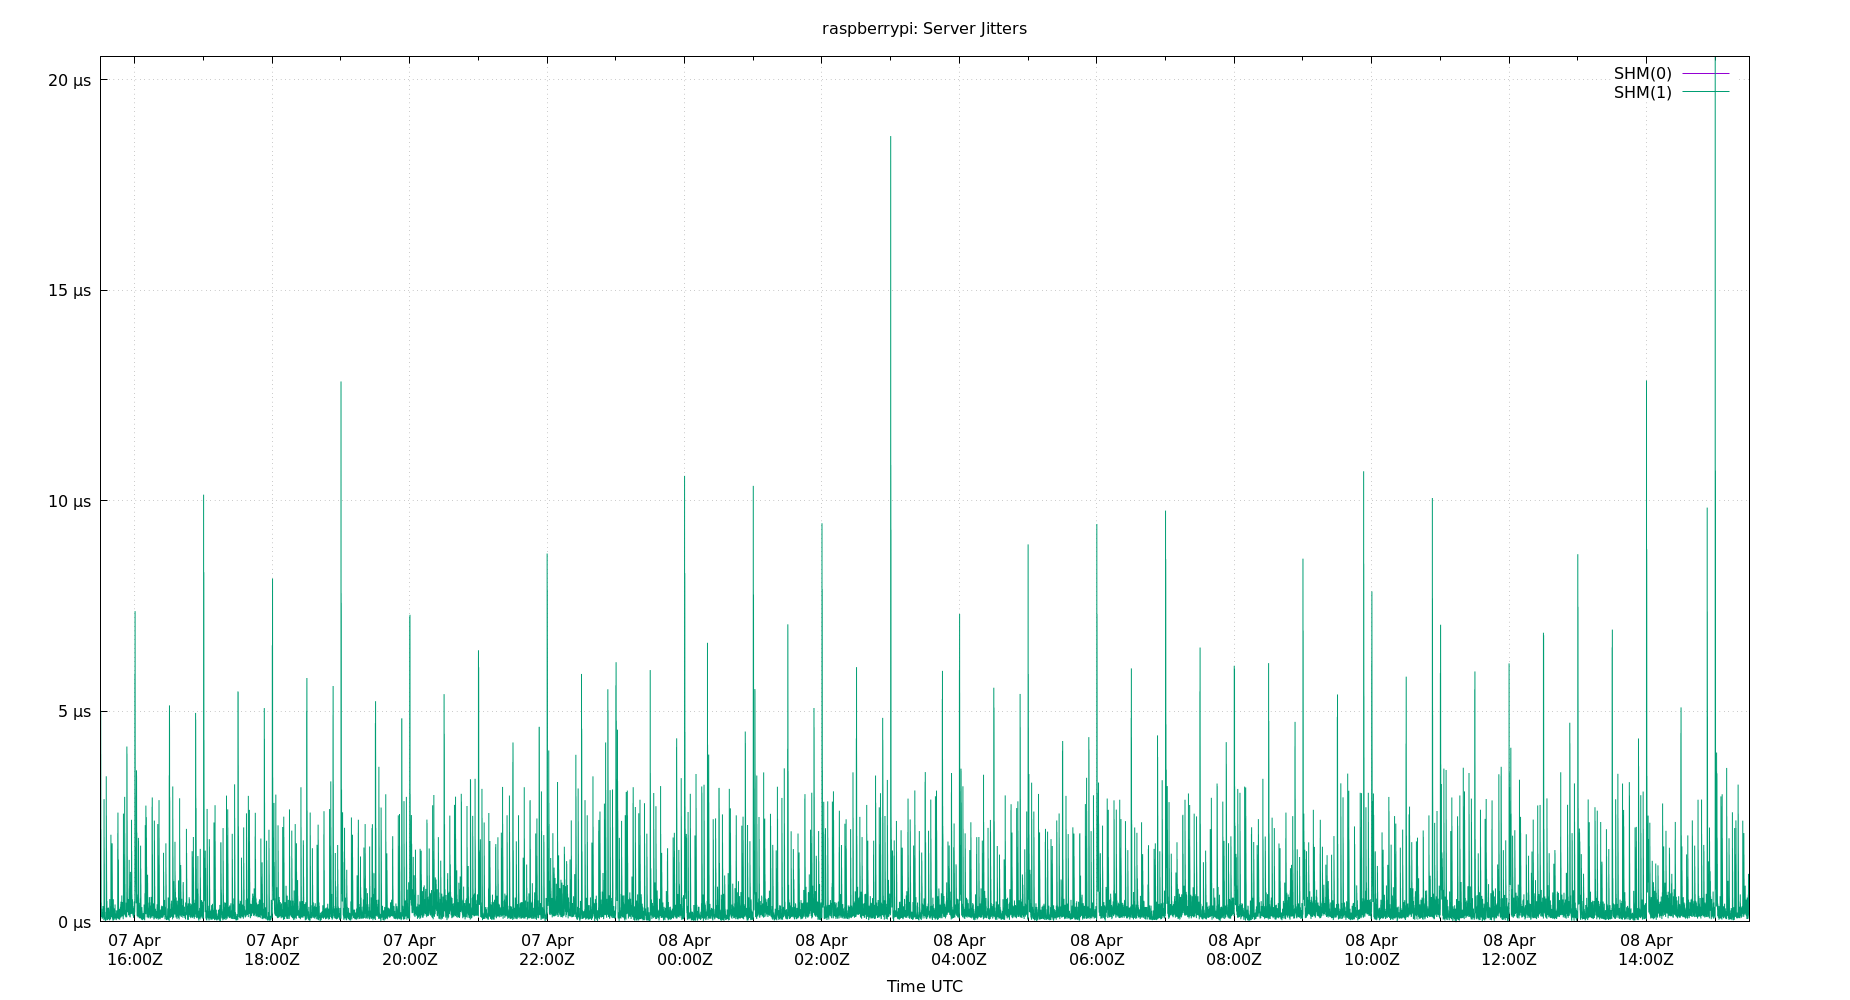 raspberrypi: Server Jitters
SHM(0)
SHM(1)
20 µs
15 µs
10 µs
5 µs
0 µs
07 Apr 07 Apr 07 Apr 07 Apr 08 Apr 08 Apr 08 Apr 08 Apr 08 Apr 08 Apr 08 Apr 08 Apr
16:00Z 18:00Z 20:00Z 22:00Z 00:00Z 02:00Z 04:00Z 06:00Z 08:00Z 10:00Z 12:00Z 14:00Z
Time UTC